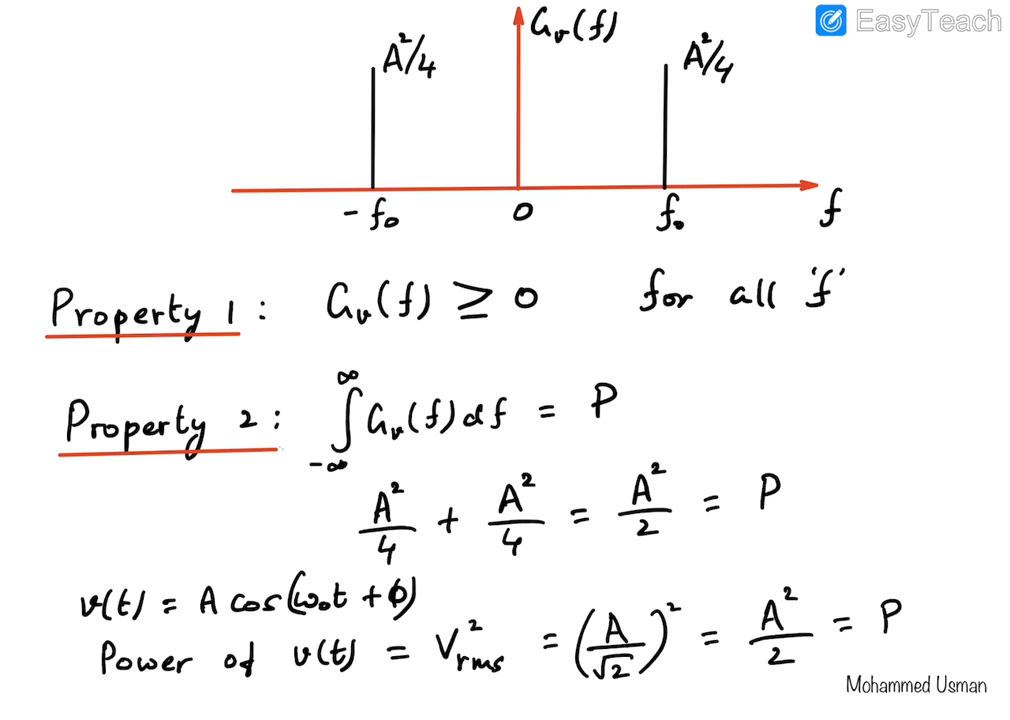 EasyTeach
Gᵥ(f)
A²/4 A²/4
-f₀ 0 f₀ f
Property 1 : Gᵥ(f) ≥ 0 for all 'f'
Property 2 : ∫_{-∞}^{∞} Gᵥ(f) df = P
A²/4 + A²/4 = A²/2 = P
v(t) = A cos(ω₀t + φ)
Power of v(t) = V²rms = (A/√2)² = A²/2 = P
Mohammed Usman